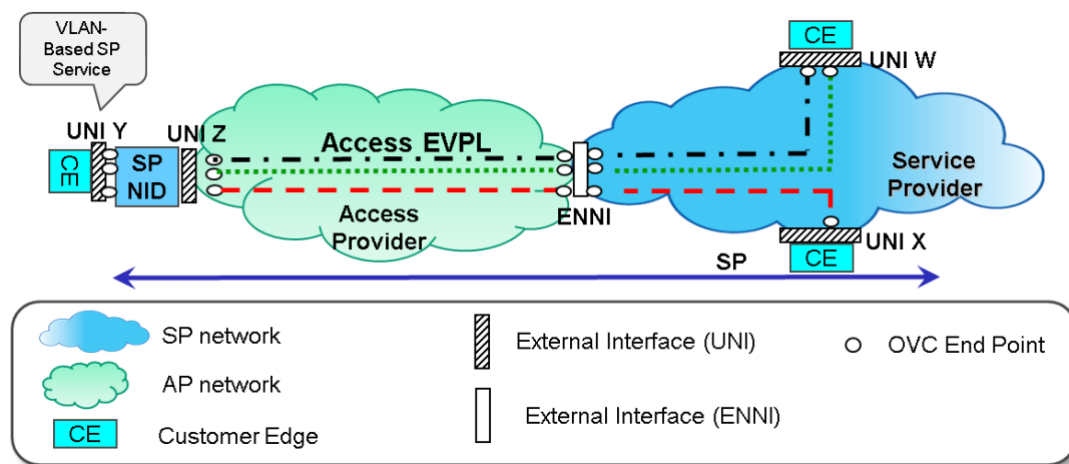 VLAN-
Based SP
Service
CE
UNI W
UNI Y
UNI Z
Access EVPL
CE
SP
NID
Service
Provider
Access
Provider
ENNI
UNI X
SP
CE
SP network
External Interface (UNI)
OVC End Point
AP network
External Interface (ENNI)
CE
Customer Edge